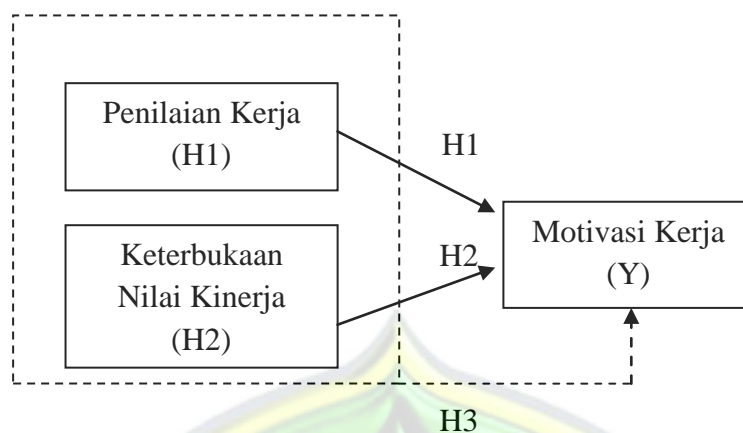 Penilaian Kerja
(H1)
H1
Keterbukaan
Nilai Kinerja
(H2)
H2
Motivasi Kerja
(Y)
H3